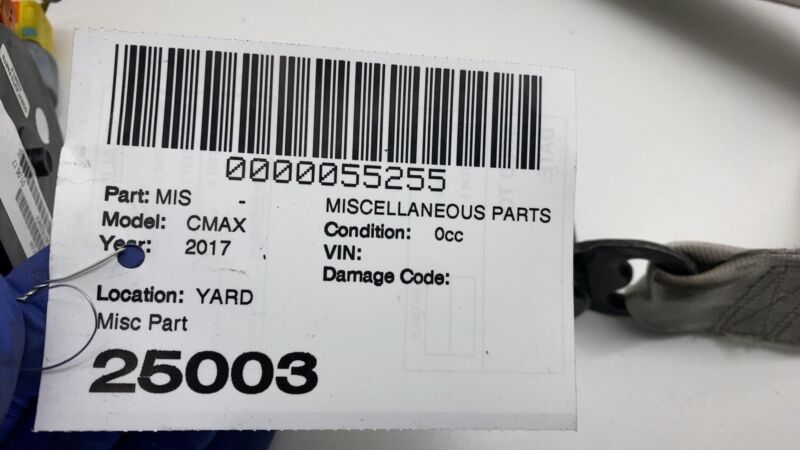 0000055255
Part: MIS - MISCELLANEOUS PARTS
Model: CMAX Condition: 0cc
Year: 2017 VIN:
Damage Code:
Location: YARD
Misc Part
25003